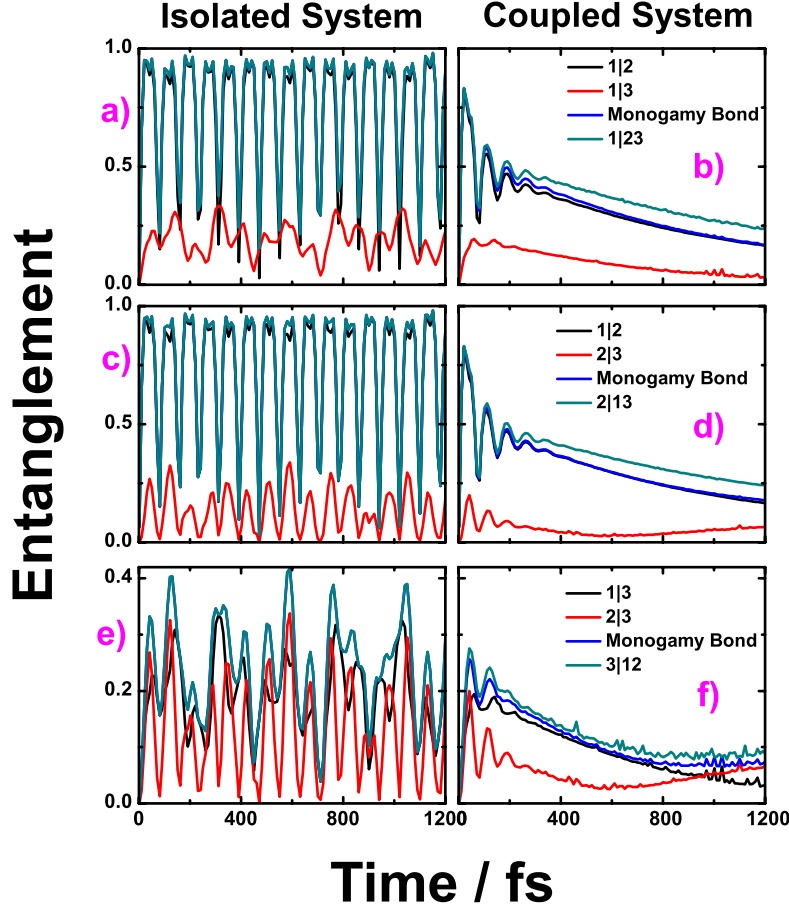 Isolated System
Coupled System
1.0
0.5
0.0
a)
1|2
1|3
Monogamy Bond
1|23
b)
1.0
0.5
0.0
c)
1|2
2|3
Monogamy Bond
2|13
d)
0.4
0.2
0.0
e)
1|3
2|3
Monogamy Bond
3|12
f)
0
400
800
1200
0
400
800
1200
Entanglement
Time / fs